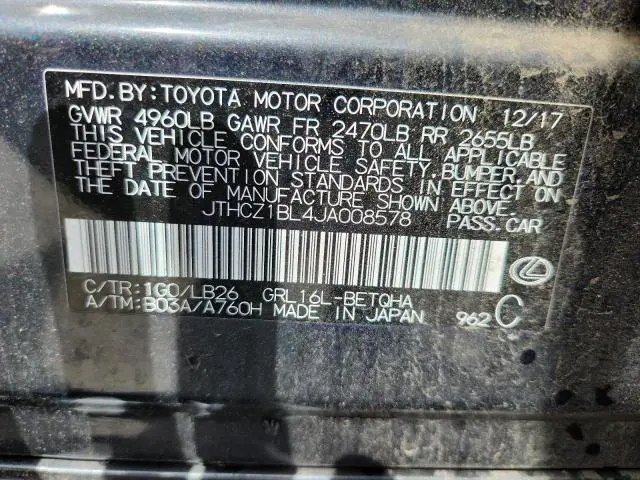 MFD. BY: TOYOTA MOTOR CORPORATION 12/17
GVWR 4960LB GAWR FR 2470LB RR 2655LB
THIS VEHICLE CONFORMS TO ALL APPLICABLE
FEDERAL MOTOR VEHICLE SAFETY, BUMPER, AND
THEFT PREVENTION STANDARDS IN EFFECT ON
THE DATE OF MANUFACTURE SHOWN ABOVE.
JTHCZ1BL4JA008578 PASS.CAR
C/TR:1G0/LB26 GRL16L-BETQHA
A/TM:B03A/A760H MADE IN JAPAN 962 C